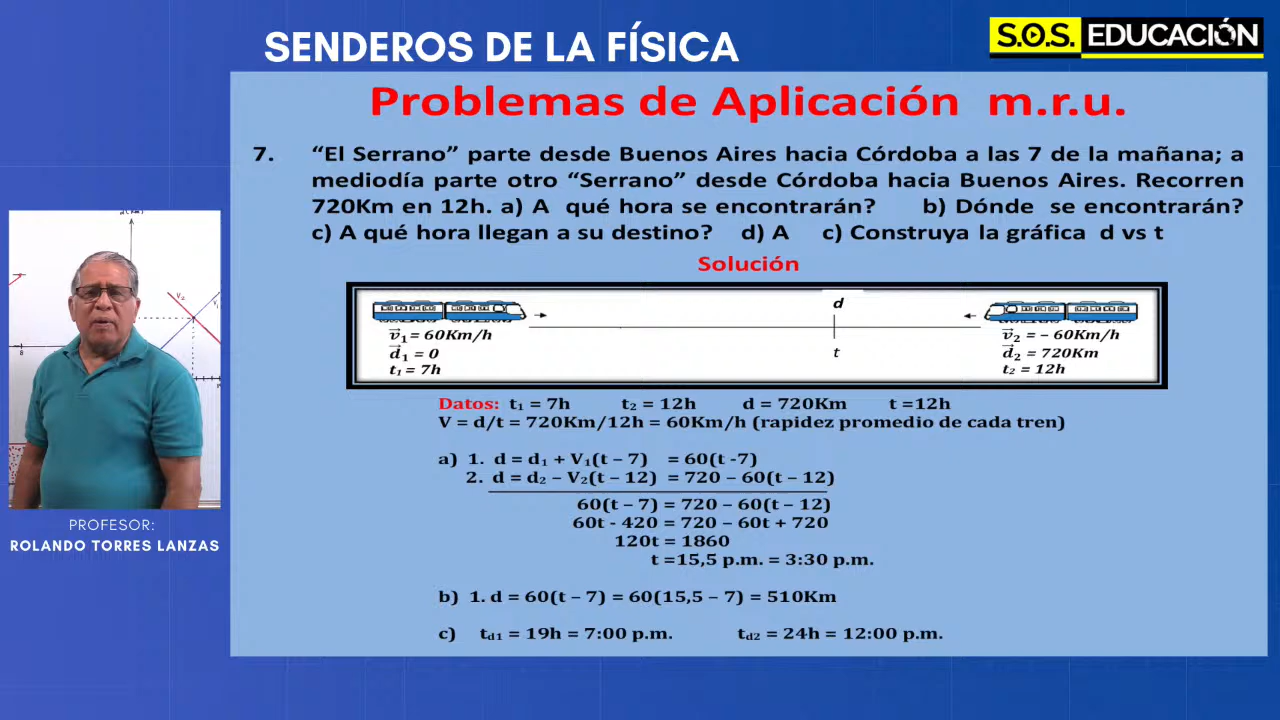 SENDEROS DE LA FÍSICA
S.O.S. EDUCACIÓN
Problemas de Aplicación m.r.u.
7. “El Serrano” parte desde Buenos Aires hacia Córdoba a las 7 de la mañana; a
mediodía parte otro “Serrano” desde Córdoba hacia Buenos Aires. Recorren
720Km en 12h. a) A qué hora se encontrarán? b) Dónde se encontrarán?
c) A qué hora llegan a su destino? d) A c) Construya la gráfica d vs t
Solución
d
v⃗₁ = 60Km/h
d⃗₁ = 0
t₁ = 7h
t
v⃗₂ = – 60Km/h
d⃗₂ = 720Km
t₂ = 12h
Datos: t₁ = 7h t₂ = 12h d = 720Km t =12h
V = d/t = 720Km/12h = 60Km/h (rapidez promedio de cada tren)
a) 1. d = d₁ + V₁(t – 7) = 60(t -7)
2. d = d₂ – V₂(t – 12) = 720 – 60(t – 12)
60(t – 7) = 720 – 60(t – 12)
60t - 420 = 720 – 60t + 720
120t = 1860
t =15,5 p.m. = 3:30 p.m.
b) 1. d = 60(t – 7) = 60(15,5 – 7) = 510Km
c) td1 = 19h = 7:00 p.m. td2 = 24h = 12:00 p.m.
V₂
8
PROFESOR:
ROLANDO TORRES LANZAS